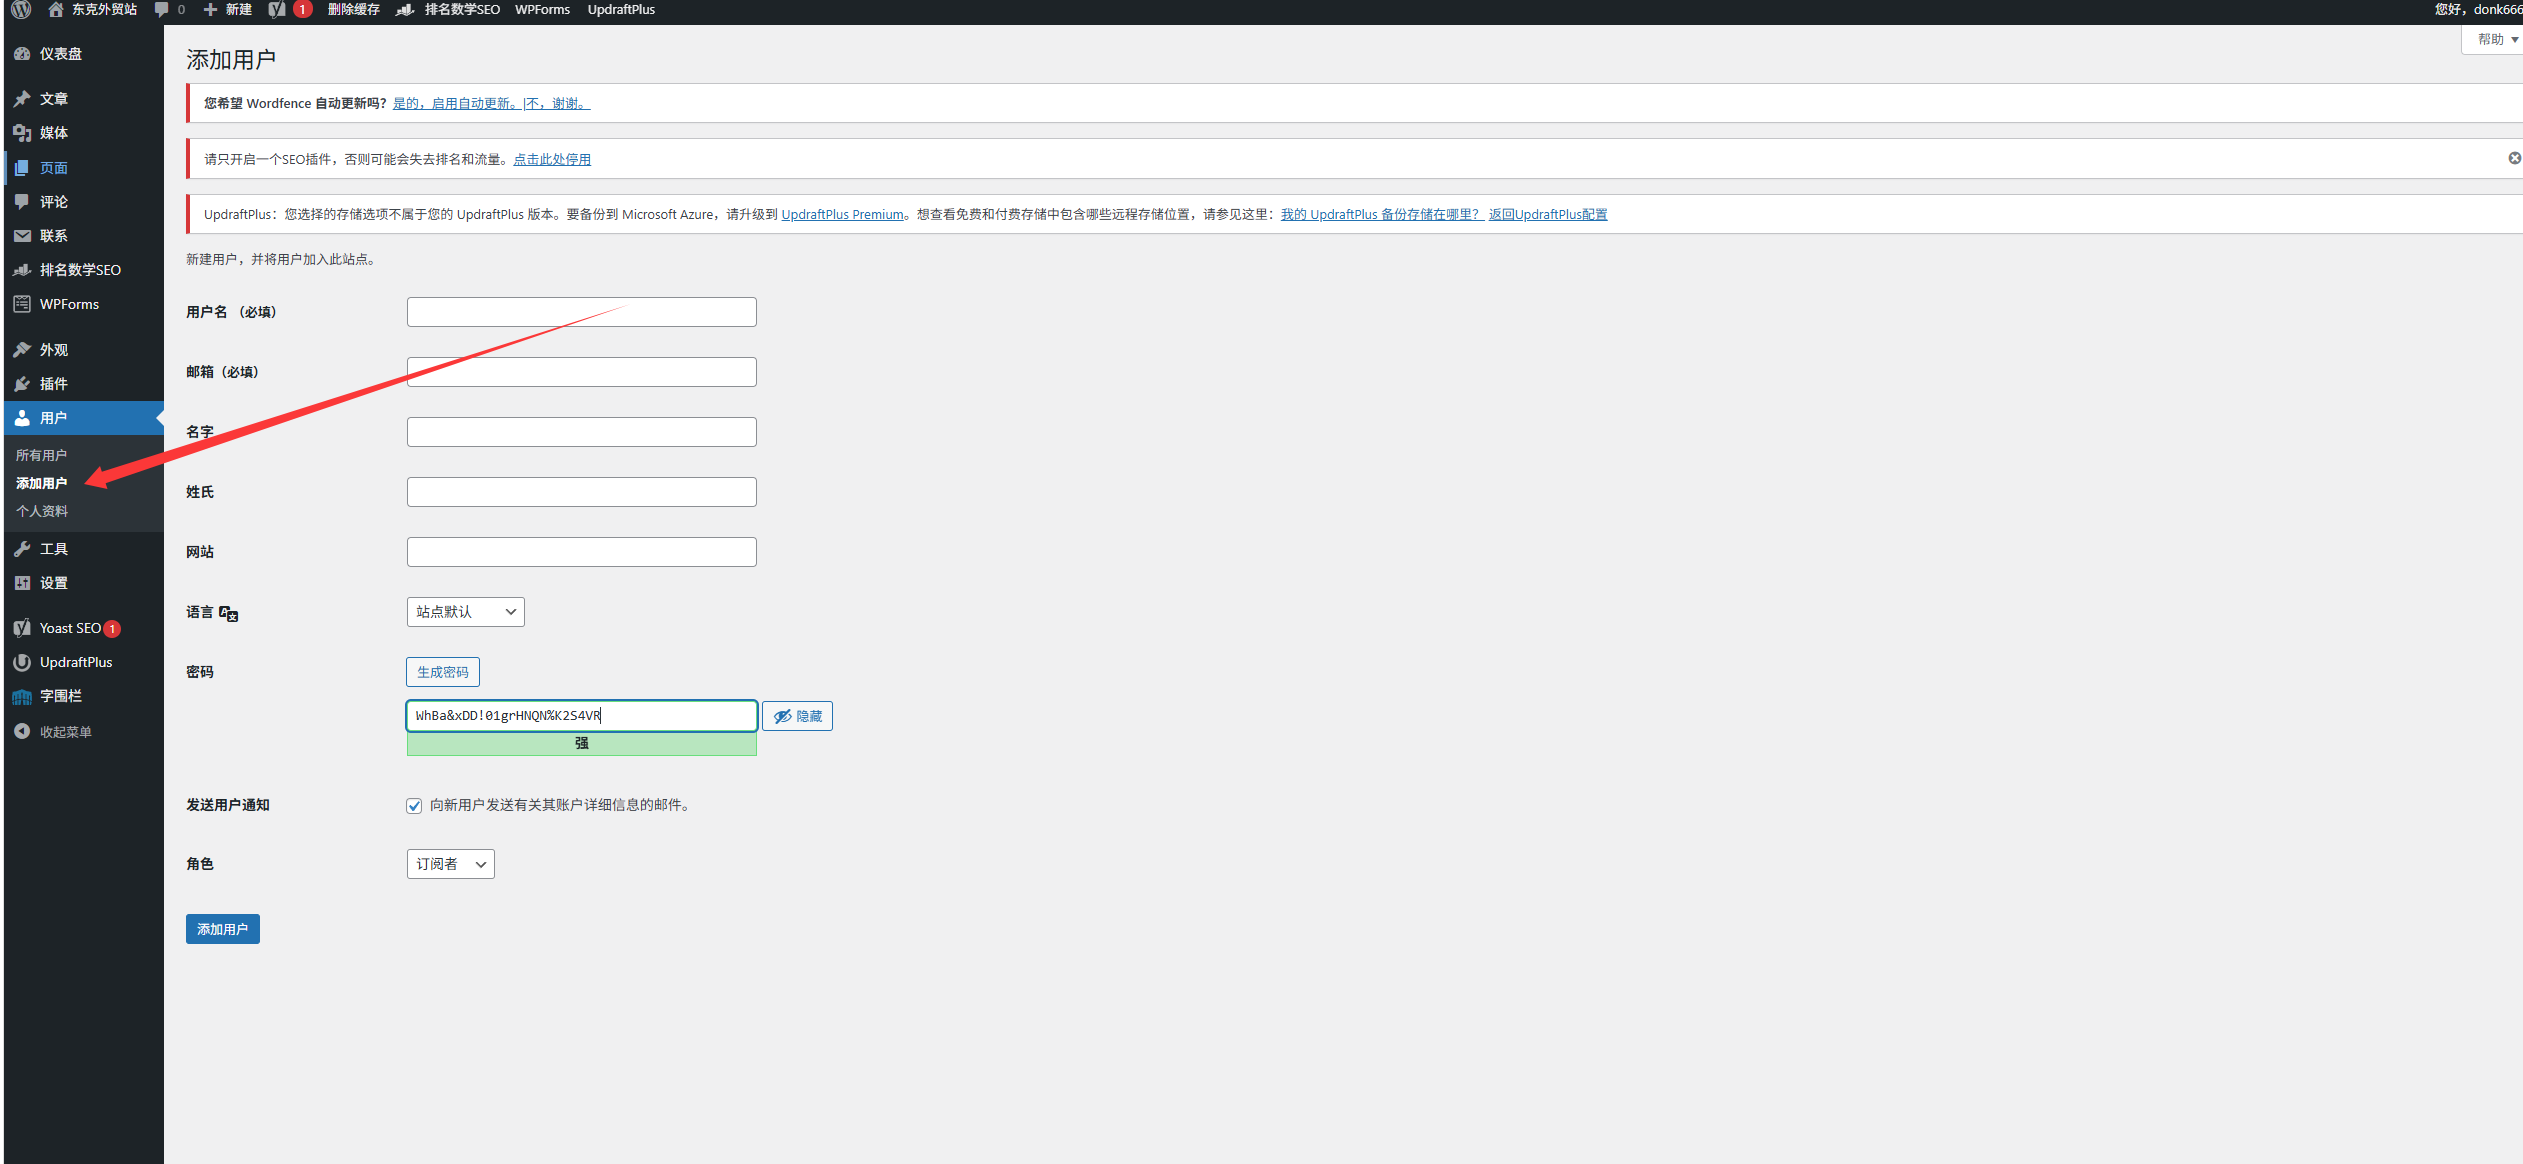 东克外贸站 0 新建 1 删除缓存 排名数学SEO WPForms UpdraftPlus 您好，donk666
仪表盘
文章
媒体
页面
评论
联系
排名数学SEO
WPForms
外观
插件
用户
所有用户
添加用户
个人资料
工具
设置
Yoast SEO 1
UpdraftPlus
字围栏
收起菜单
帮助
添加用户
您希望 Wordfence 自动更新吗？是的，启用自动更新。|不，谢谢。
请只开启一个SEO插件，否则可能会失去排名和流量。点击此处停用
UpdraftPlus：您选择的存储选项不属于您的 UpdraftPlus 版本。要备份到 Microsoft Azure，请升级到 UpdraftPlus Premium。想查看免费和付费存储中包含哪些远程存储位置，请参见这里：我的 UpdraftPlus 备份存储在哪里？ 返回UpdraftPlus配置
新建用户，并将用户加入此站点。
用户名 （必填）
邮箱（必填）
名字
姓氏
网站
语言 站点默认
密码 生成密码
WhBa&xDD!01grHNQN%K2S4VR 隐藏
强
发送用户通知 向新用户发送有关其账户详细信息的邮件。
角色 订阅者
添加用户